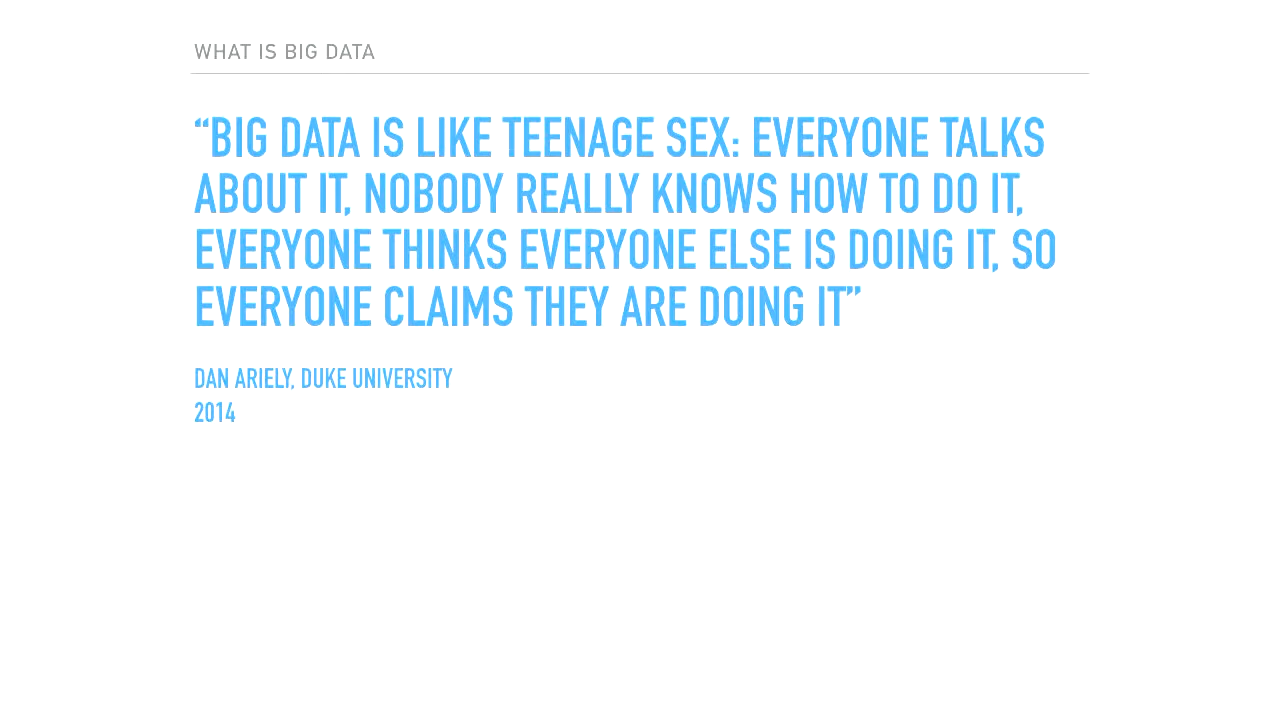 WHAT IS BIG DATA
“BIG DATA IS LIKE TEENAGE SEX: EVERYONE TALKS
ABOUT IT, NOBODY REALLY KNOWS HOW TO DO IT,
EVERYONE THINKS EVERYONE ELSE IS DOING IT, SO
EVERYONE CLAIMS THEY ARE DOING IT”
DAN ARIELY, DUKE UNIVERSITY
2014